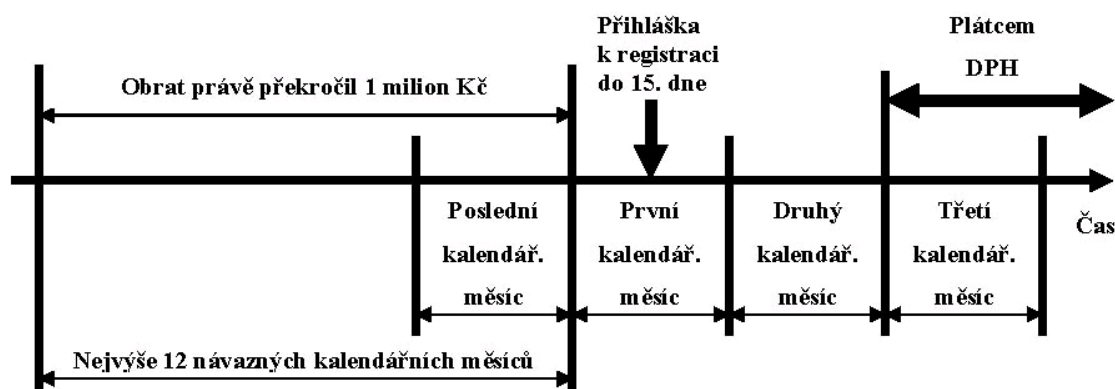 Přihláška
k registraci
do 15. dne
Plátcem
DPH
Obrat právě překročil 1 milion Kč
Poslední
kalendář.
měsíc
První
kalendář.
měsíc
Druhý
kalendář.
měsíc
Třetí
kalendář.
měsíc
Čas
Nejvýše 12 návazných kalendářních měsíců